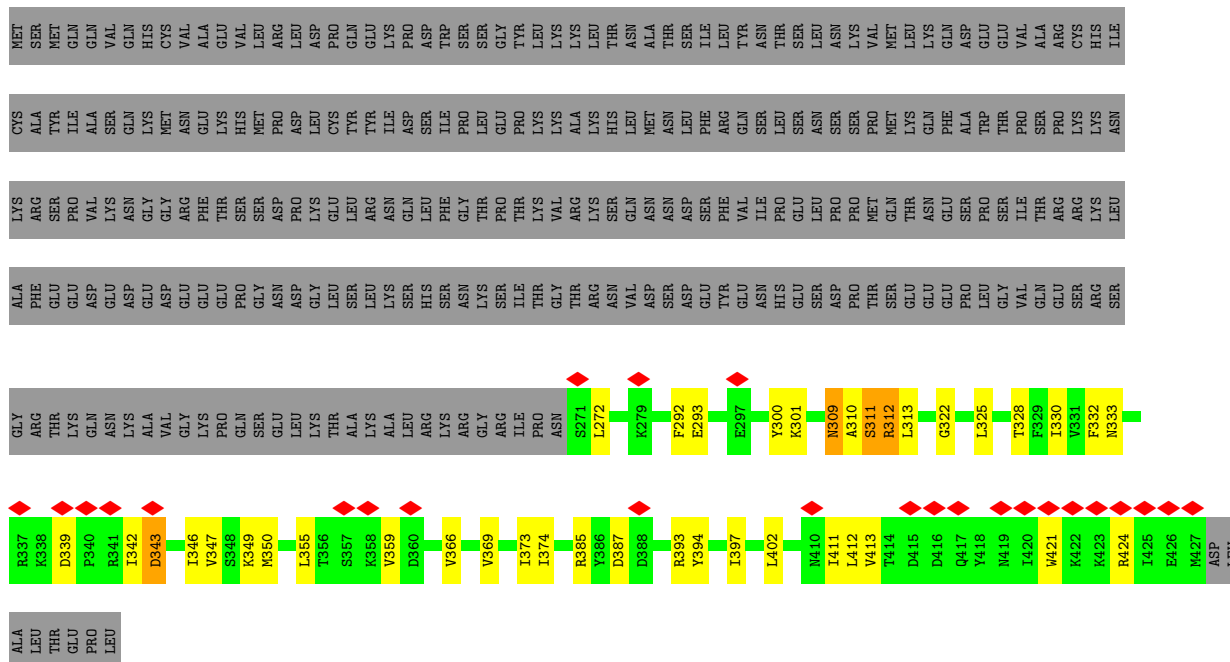 MET SER MET GLN GLN VAL GLN HIS CYS VAL ALA GLU VAL LEU ARG LEU ASP PRO GLN GLU LYS PRO ASP TRP SER SER GLY TYR LEU LYS LYS LEU THR ASN ALA THR SER ILE LEU TYR ASN THR SER LEU ASN LYS VAL MET LEU LYS GLN ASP GLU GLU VAL ALA ARG CYS HIS ILE
CYS ALA TYR ILE ALA SER GLN LYS MET ASN GLU LYS HIS MET PRO ASP LEU CYS TYR TYR ILE ASP SER ILE PRO LEU GLU PRO LYS LYS ALA LYS HIS LEU MET ASN LEU PHE ARG GLN SER LEU SER ASN SER SER PRO MET LYS GLN PHE ALA TRP THR PRO SER PRO LYS LYS ASN
LYS ARG SER PRO VAL LYS ASN GLY GLY ARG PHE THR SER SER ASP PRO LYS GLU LEU ARG ASN GLN LEU PHE GLY THR PRO THR LYS VAL ARG LYS SER GLN ASN ASN ASP SER PHE VAL ILE PRO GLU LEU PRO PRO MET GLN THR ASN GLU SER PRO SER ILE THR ARG ARG LYS LEU
ALA PHE GLU GLU ASP GLU ASP GLU ASP GLU GLU GLU PRO GLY ASN ASP GLY LEU SER LEU LYS SER HIS SER ASN LYS SER ILE THR GLY THR ARG ASN VAL ASP SER ASP GLU TYR GLU ASN HIS GLU SER ASP PRO THR SER GLU GLU GLU PRO LEU GLY VAL GLN GLU SER ARG SER
GLY ARG THR LYS GLN ASN LYS ALA VAL GLY LYS PRO GLN SER GLU LEU LYS THR ALA LYS ALA LEU ARG LYS ARG GLY ARG ILE PRO ASN S271 L272 K279 F292 E293 E297 Y300 K301 N309 A310 S311 R312 L313 G322 L325 T328 F329 I330 V331 F332 N333
R337 K338 D339 P340 R341 I342 D343 I346 V347 S348 K349 M350 L355 T356 S357 K358 V359 D360 V366 V369 I373 I374 R385 Y386 D387 D388 R393 Y394 I397 L402 N410 I411 L412 V413 T414 D415 D416 Q417 Y418 N419 I420 W421 K422 K423 R424 I425 E426 M427 ASP LEU
ALA LEU THR GLU PRO LEU